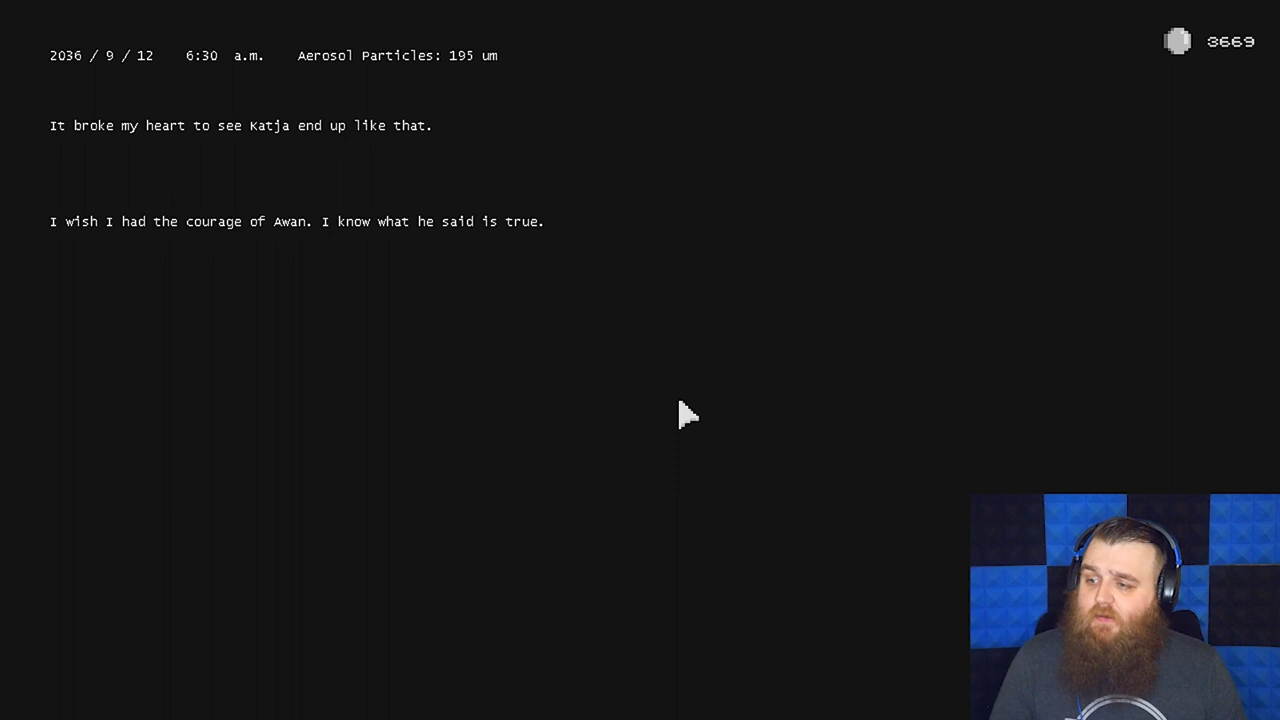 2036 / 9 / 12    6:30  a.m.    Aerosol Particles: 195 um
3669
It broke my heart to see Katja end up like that.
I wish I had the courage of Awan. I know what he said is true.